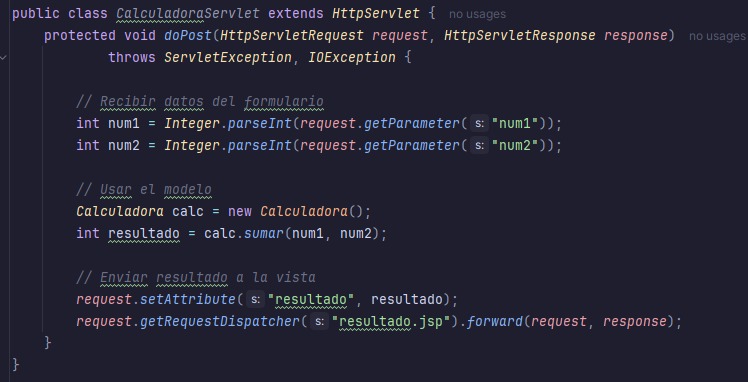 public class CalculadoraServlet extends HttpServlet {  no usages
    protected void doPost(HttpServletRequest request, HttpServletResponse response)  no usages
            throws ServletException, IOException {

        // Recibir datos del formulario
        int num1 = Integer.parseInt(request.getParameter( s: "num1"));
        int num2 = Integer.parseInt(request.getParameter( s: "num2"));

        // Usar el modelo
        Calculadora calc = new Calculadora();
        int resultado = calc.sumar(num1, num2);

        // Enviar resultado a la vista
        request.setAttribute( s: "resultado", resultado);
        request.getRequestDispatcher( s: "resultado.jsp").forward(request, response);
    }
}